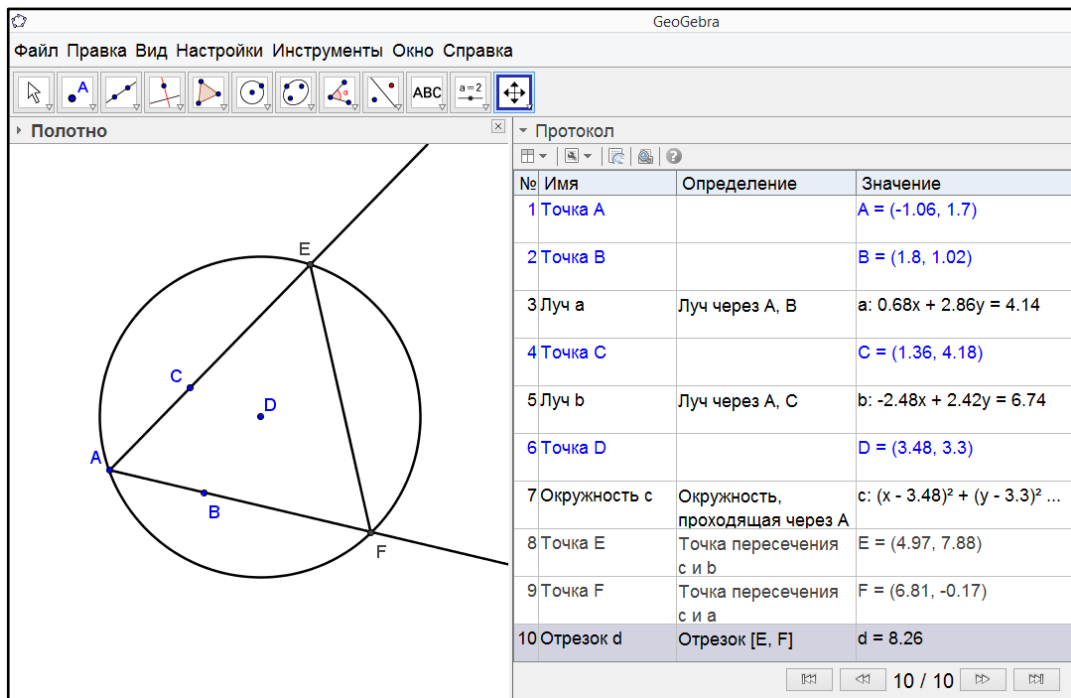 GeoGebra
Файл Правка Вид Настройки Инструменты Окно Справка
A α ABC a=2
Полотно
E
C
D
A
B
F
Протокол
№ Имя Определение Значение
1 Точка A A = (-1.06, 1.7)
2 Точка B B = (1.8, 1.02)
3 Луч a Луч через A, B a: 0.68x + 2.86y = 4.14
4 Точка C C = (1.36, 4.18)
5 Луч b Луч через A, C b: -2.48x + 2.42y = 6.74
6 Точка D D = (3.48, 3.3)
7 Окружность c Окружность, c: (x - 3.48)² + (y - 3.3)² ...
проходящая через A
8 Точка E Точка пересечения E = (4.97, 7.88)
c и b
9 Точка F Точка пересечения F = (6.81, -0.17)
c и a
10 Отрезок d Отрезок [E, F] d = 8.26
10 / 10